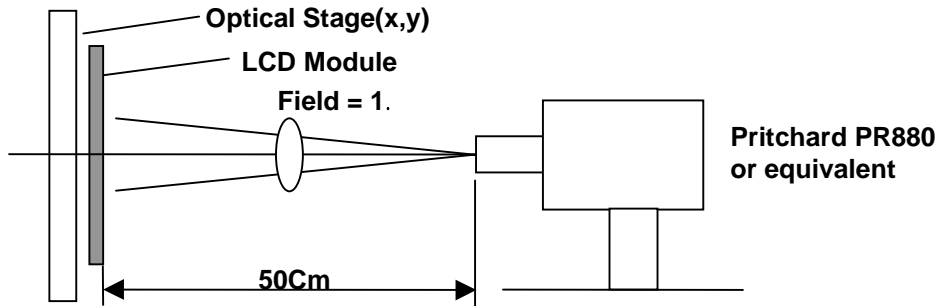 Optical Stage(x,y)
LCD Module
Field = 1.
Pritchard PR880
or equivalent
50Cm